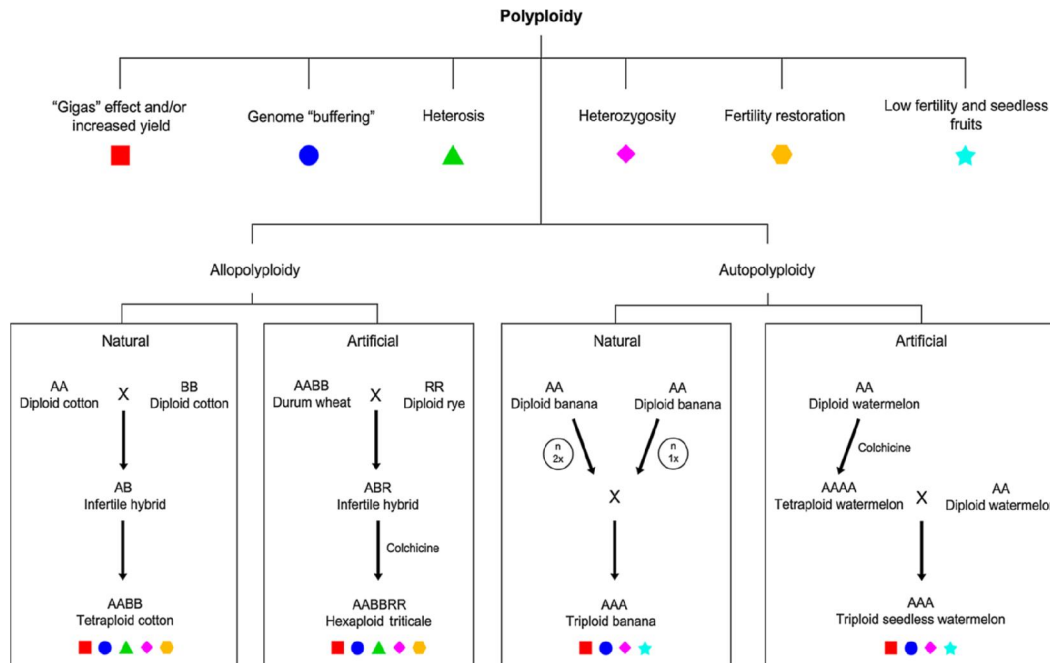 Polyploidy
"Gigas" effect and/or
increased yield
Genome "buffering"
Heterosis
Heterozygosity
Fertility restoration
Low fertility and seedless
fruits
Allopolyploidy
Autopolyploidy
Natural
AA
Diploid cotton
X
BB
Diploid cotton
AB
Infertile hybrid
AABB
Tetraploid cotton
Artificial
AABB
Durum wheat
X
RR
Diploid rye
ABR
Infertile hybrid
Colchicine
AABBRR
Hexaploid triticale
Natural
AA
Diploid banana
AA
Diploid banana
n
2x
n
1x
X
AAA
Triploid banana
Artificial
AA
Diploid watermelon
Colchicine
AAAA
Tetraploid watermelon
X
AA
Diploid watermelon
AAA
Triploid seedless watermelon